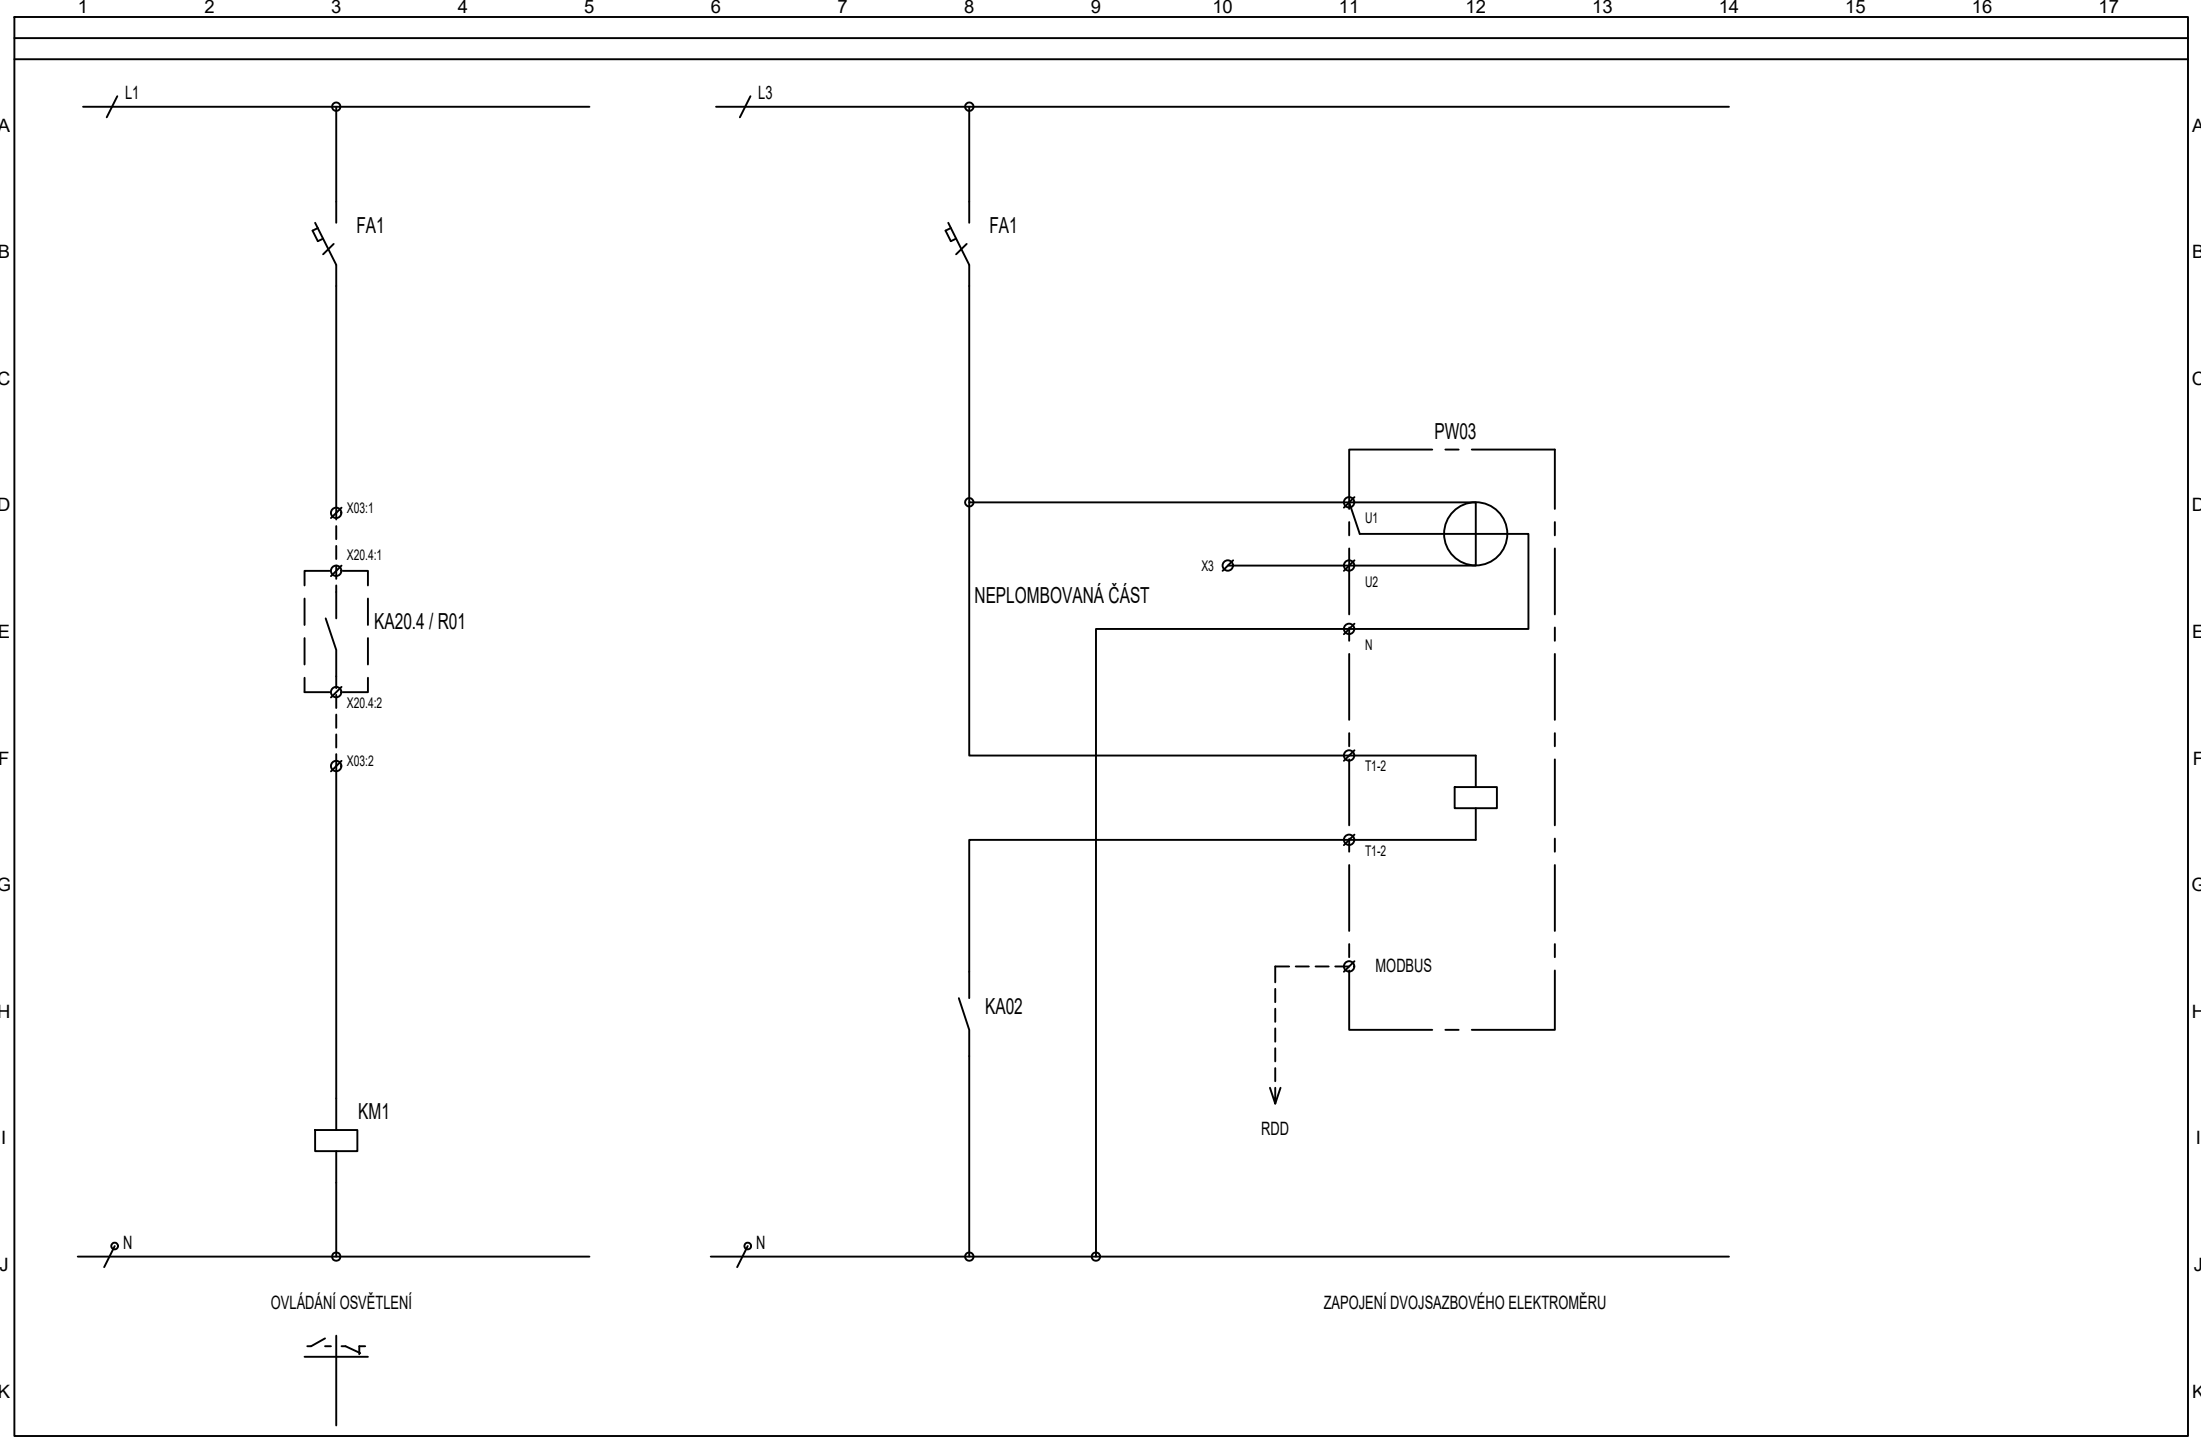 1 2 3 4 5 6 7 8 9 10 11 12 13 14 15 16 17
L1 L3
A A
FA1 FA1
B B
C C
PW03
D D
X03:1
U1
X20.4:1
X3
U2
NEPLOMBOVANÁ ČÁST
KA20.4 / R01
E E
N
X20.4:2
F F
X03:2
T1-2
T1-2
G G
MODBUS
H H
KA02
KM1
RDD
I I
N N
J J
OVLÁDÁNÍ OSVĚTLENÍ ZAPOJENÍ DVOJSAZBOVÉHO ELEKTROMĚRU
K K